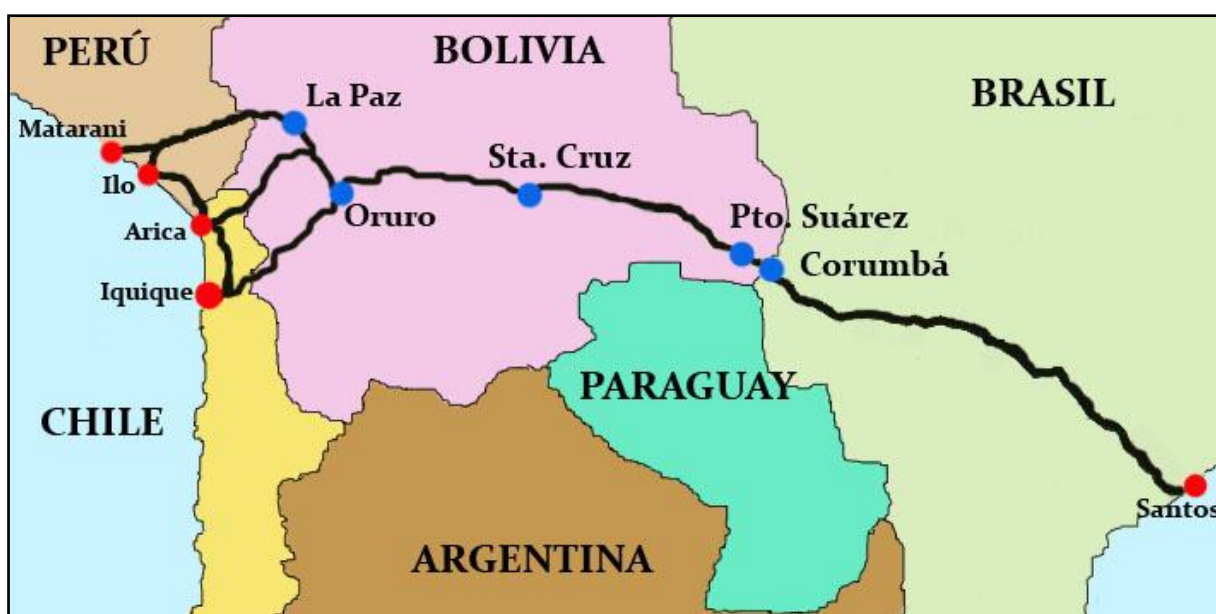 PERÚ
BOLIVIA
BRASIL
La Paz
Matarani
Sta. Cruz
Ilo
Oruro
Pto. Suárez
Arica
Corumbá
Iquique
PARAGUAY
CHILE
Santos
ARGENTINA